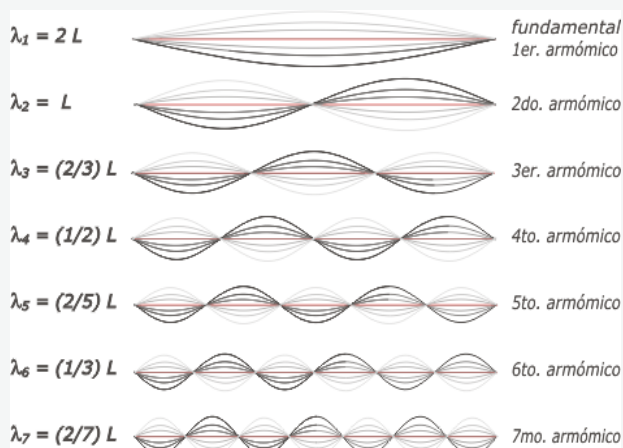 λ1 = 2 L
fundamental
1er. armómico
λ2 = L
2do. armómico
λ3 = (2/3) L
3er. armómico
λ4 = (1/2) L
4to. armómico
λ5 = (2/5) L
5to. armómico
λ6 = (1/3) L
6to. armómico
λ7 = (2/7) L
7mo. armómico